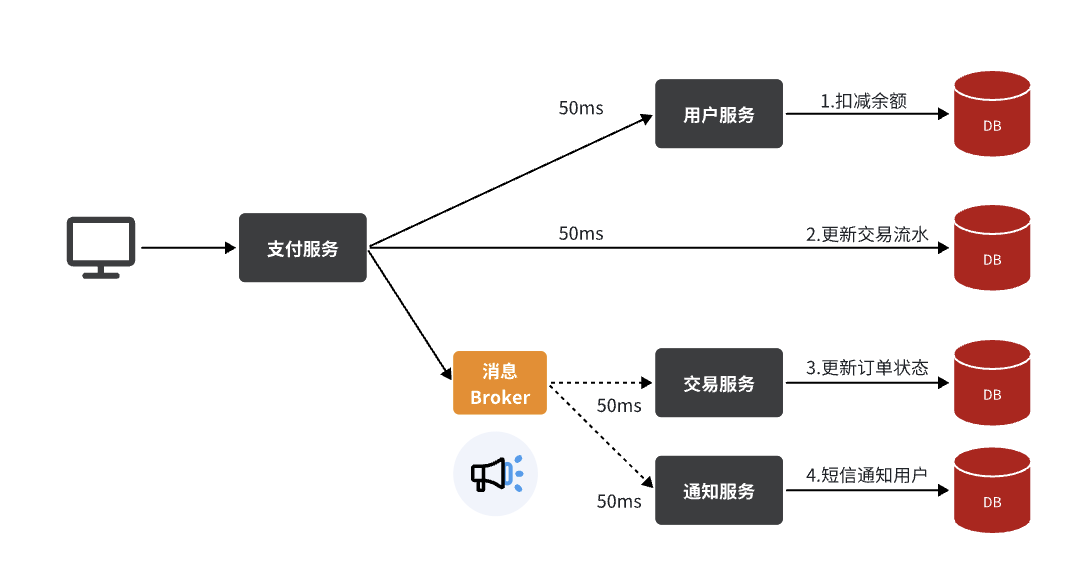 50ms
用户服务
1.扣减余额
DB
支付服务
50ms
2.更新交易流水
DB
消息
Broker
50ms
交易服务
3.更新订单状态
DB
50ms
通知服务
4.短信通知用户
DB